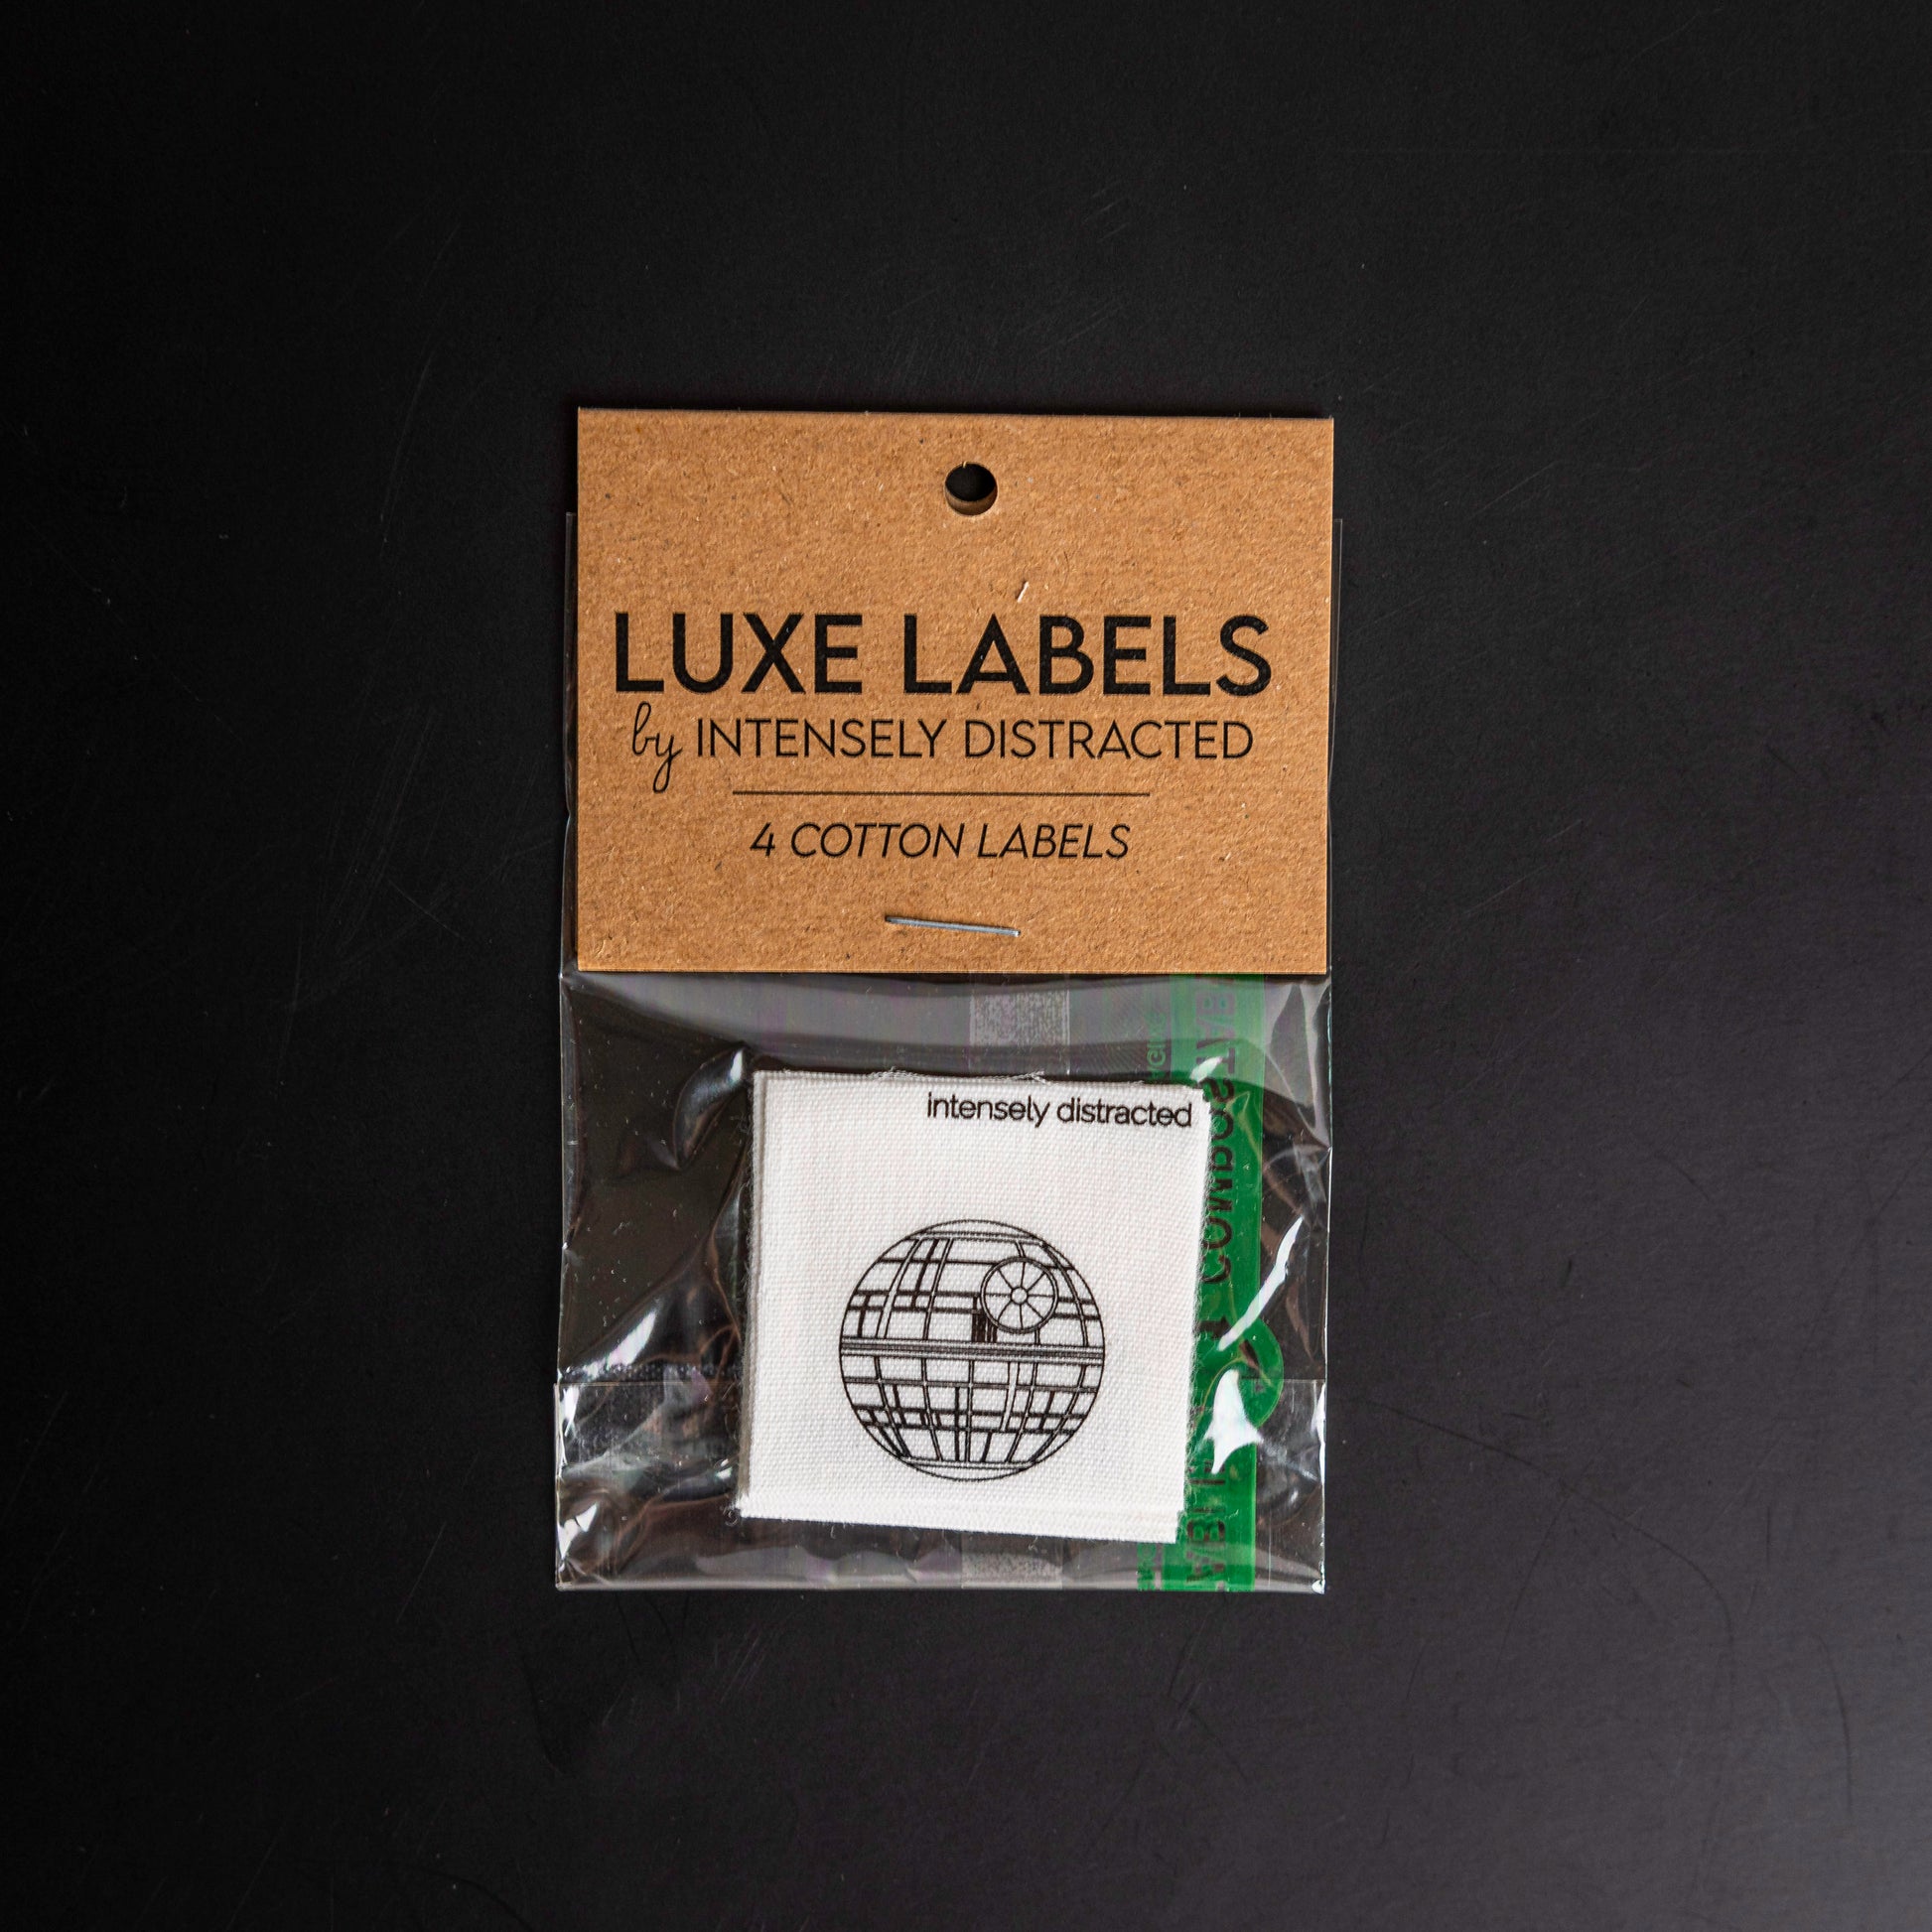 LUXE LABELS
by INTENSELY DISTRACTED
4 COTTON LABELS
intensely distracted